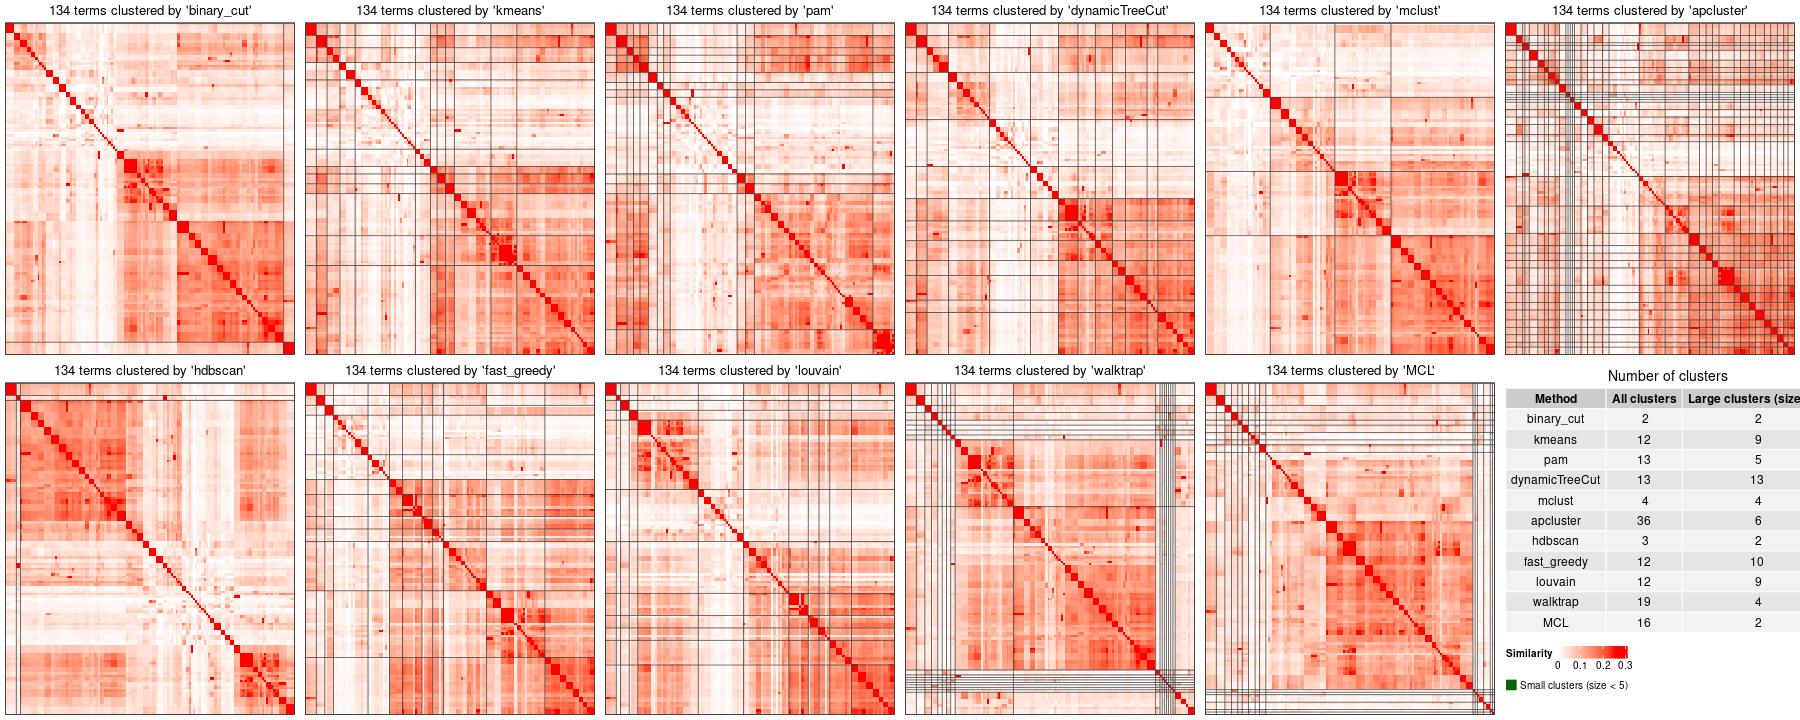 134 terms clustered by 'binary_cut'
134 terms clustered by 'kmeans'
134 terms clustered by 'pam'
134 terms clustered by 'dynamicTreeCut'
134 terms clustered by 'mclust'
134 terms clustered by 'apcluster'
134 terms clustered by 'hdbscan'
134 terms clustered by 'fast_greedy'
134 terms clustered by 'louvain'
134 terms clustered by 'walktrap'
134 terms clustered by 'MCL'
Number of clusters
Method All clusters Large clusters (size
binary_cut 2 2
kmeans 12 9
pam 13 5
dynamicTreeCut 13 13
mclust 4 4
apcluster 36 6
hdbscan 3 2
fast_greedy 12 10
louvain 12 9
walktrap 19 4
MCL 16 2
Similarity
0 0.1 0.2 0.3
Small clusters (size < 5)